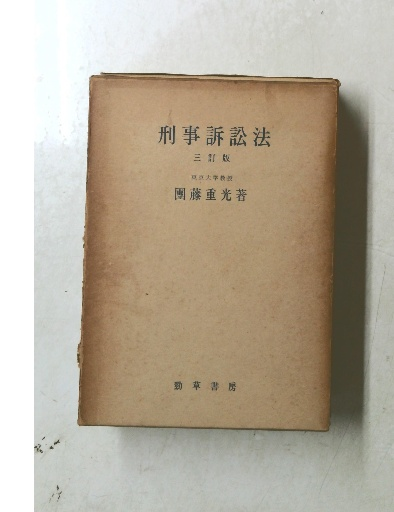 刑事訴訟法
三訂版
東京大學教授
團藤重光著
勁草書房